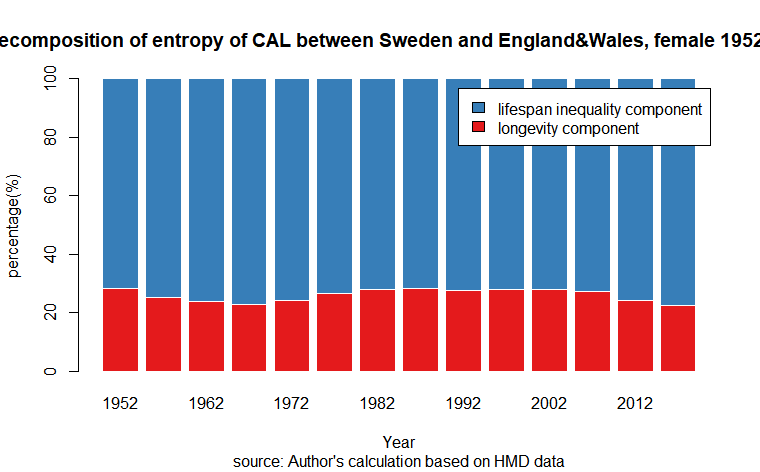 ecomposition of entropy of CAL between Sweden and England&Wales, female 1952
percentage(%)
100
80
60
40
20
0
lifespan inequality component
longevity component
1952 1962 1972 1982 1992 2002 2012
Year
source: Author's calculation based on HMD data